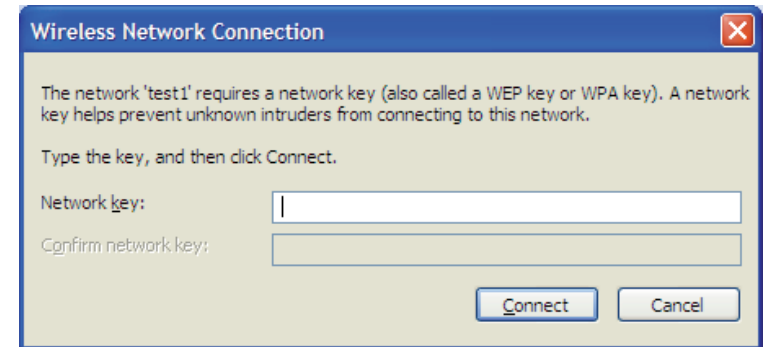 Wireless Network Connection
The network 'test1' requires a network key (also called a WEP key or WPA key). A network
key helps prevent unknown intruders from connecting to this network.
Type the key, and then click Connect.
Network key:
Confirm network key:
Connect Cancel